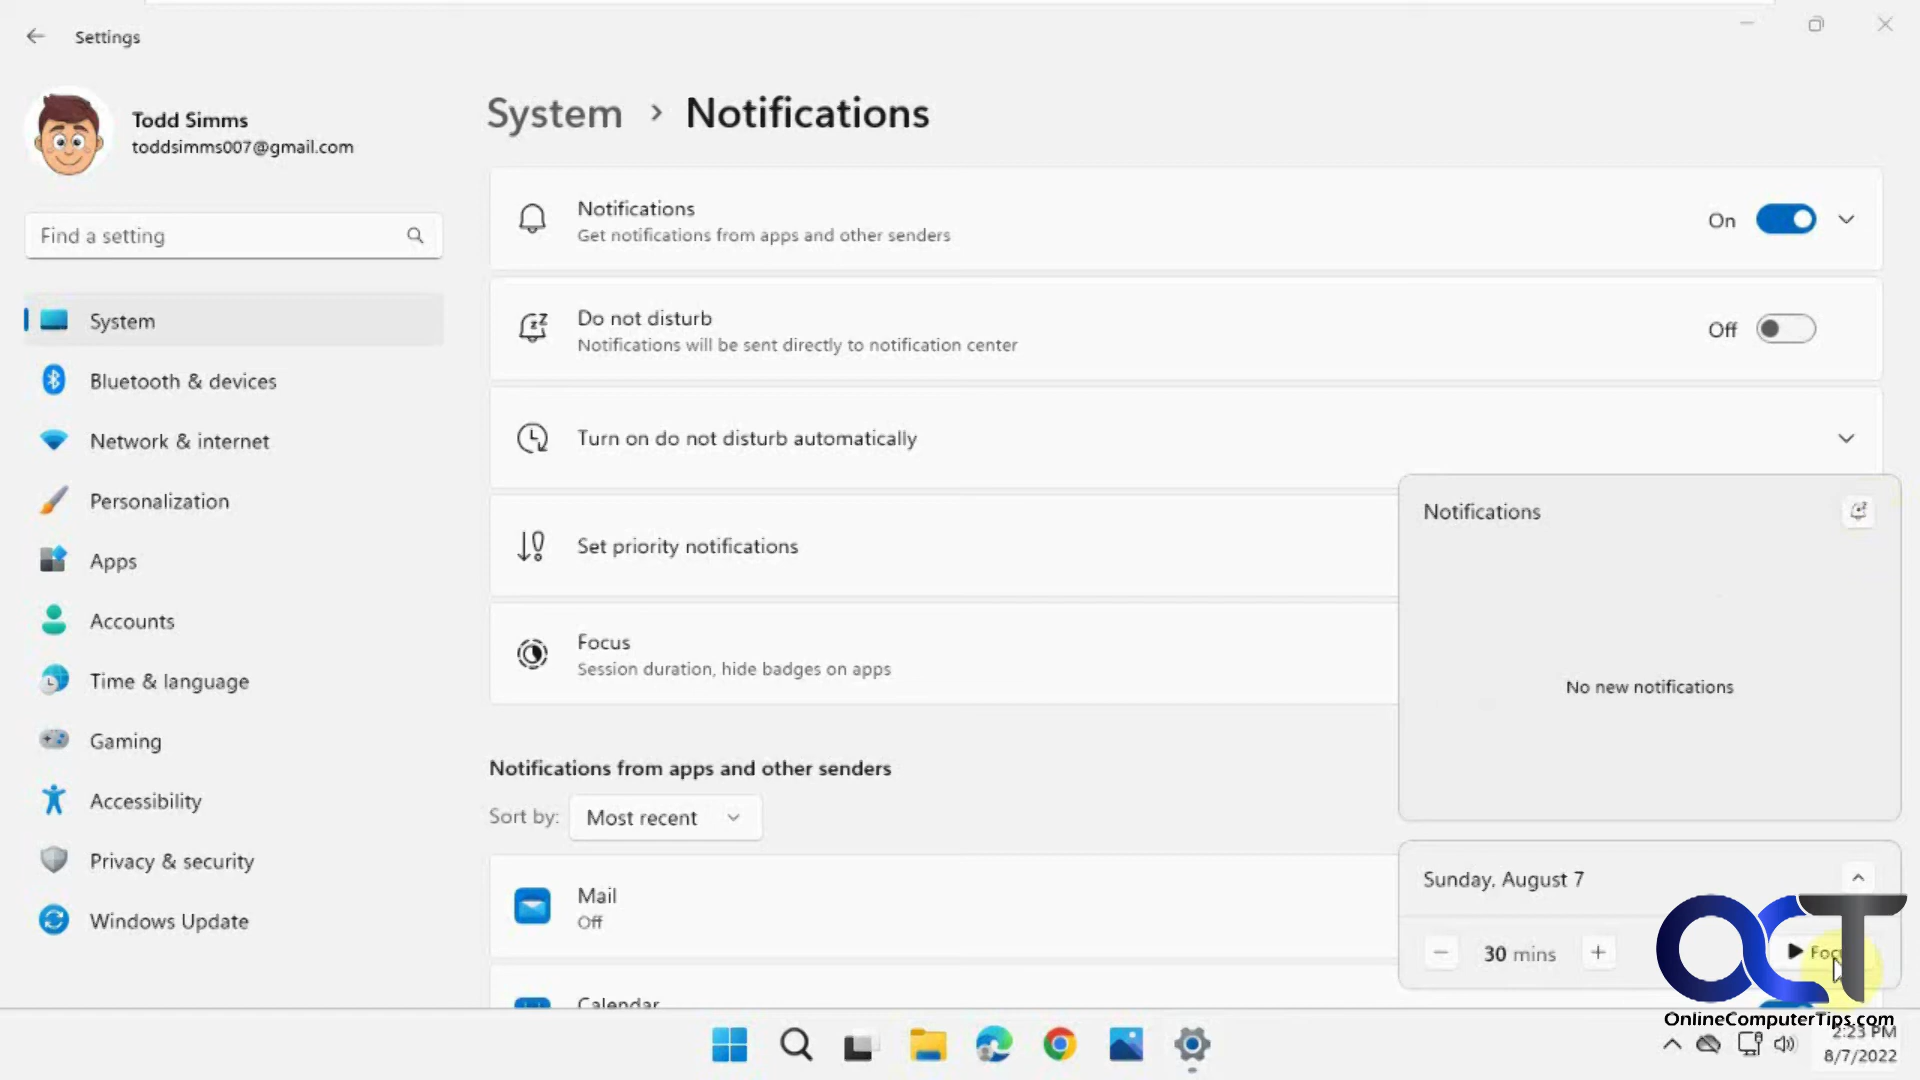 Settings
Todd Simms
toddsimms007@gmail.com
Find a setting
System
Bluetooth & devices
Network & internet
Personalization
Apps
Accounts
Time & language
Gaming
Accessibility
Privacy & security
Windows Update
System > Notifications
Notifications
Get notifications from apps and other senders
On
Do not disturb
Notifications will be sent directly to notification center
Off
Turn on do not disturb automatically
Set priority notifications
Focus
Session duration, hide badges on apps
Notifications from apps and other senders
Sort by: Most recent
Mail
Off
Calendar
Notifications
No new notifications
Sunday, August 7
30 mins
OCT
OnlineComputerTips.com
2:23 PM
8/7/2022